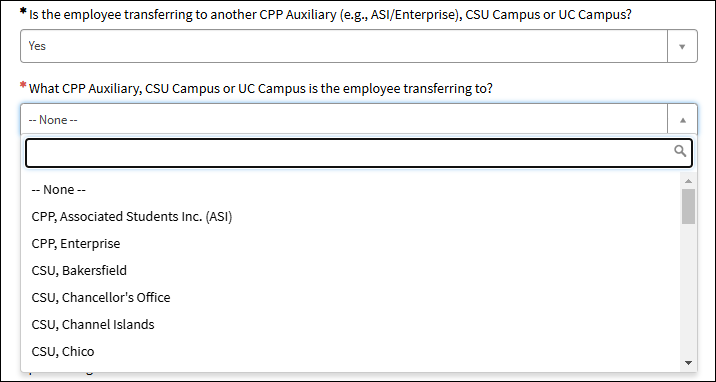 * Is the employee transferring to another CPP Auxiliary (e.g., ASI/Enterprise), CSU Campus or UC Campus?
Yes
* What CPP Auxiliary, CSU Campus or UC Campus is the employee transferring to?
-- None --
-- None --
CPP, Associated Students Inc. (ASI)
CPP, Enterprise
CSU, Bakersfield
CSU, Chancellor's Office
CSU, Channel Islands
CSU, Chico